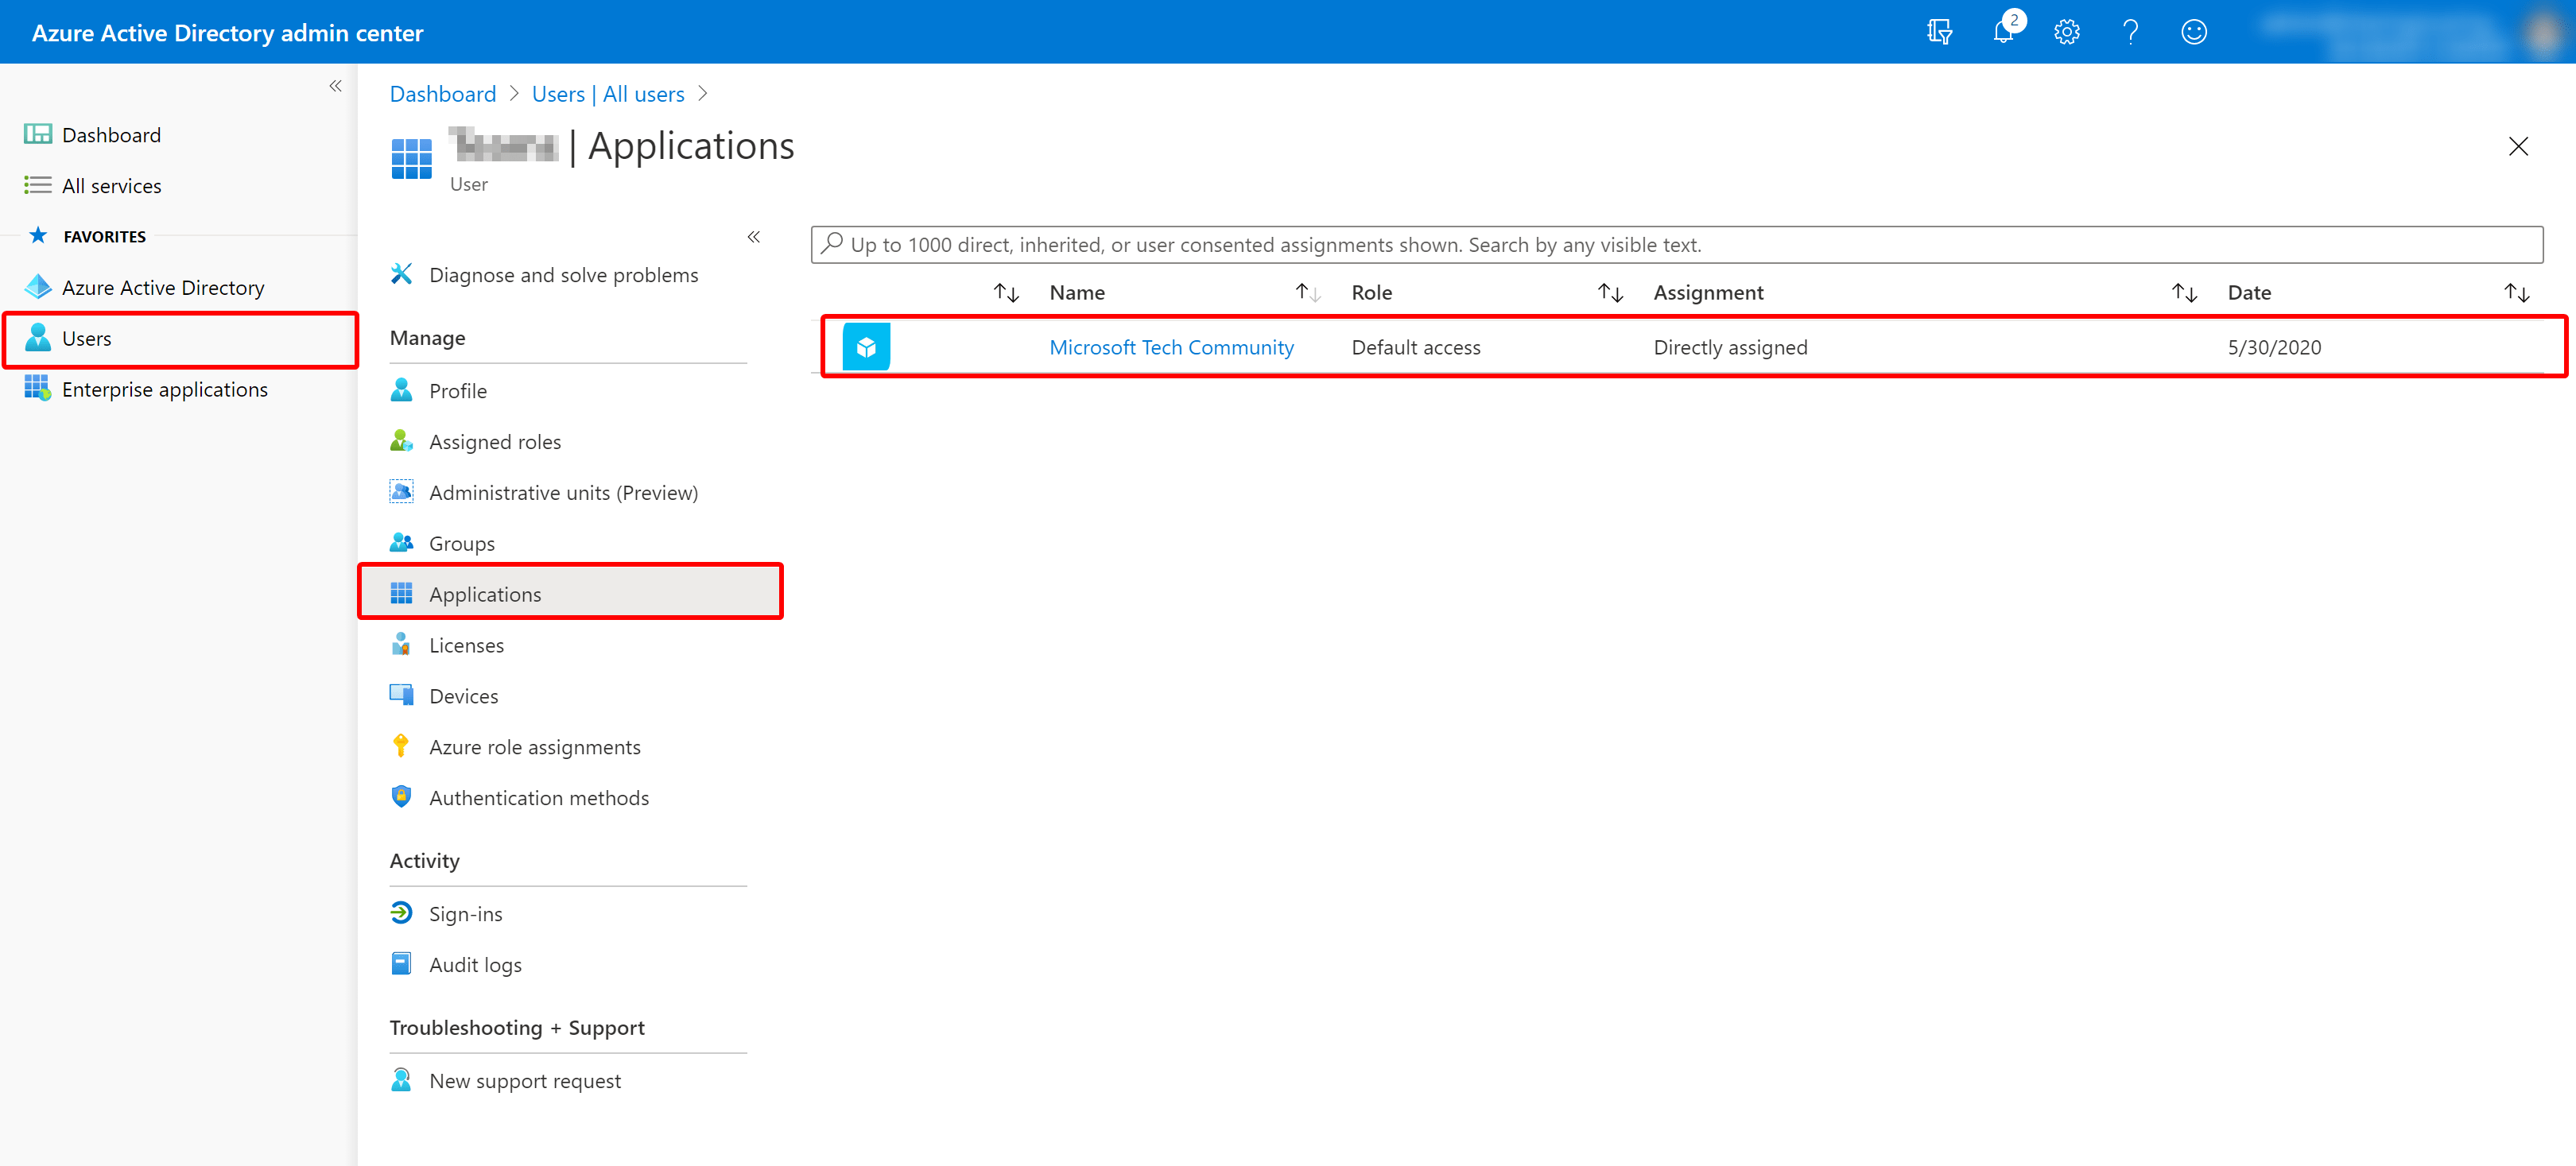 Azure Active Directory admin center
2
Dashboard
All services
FAVORITES
Azure Active Directory
Users
Enterprise applications
Dashboard > Users | All users >
| Applications
User
Diagnose and solve problems
Manage
Profile
Assigned roles
Administrative units (Preview)
Groups
Applications
Licenses
Devices
Azure role assignments
Authentication methods
Activity
Sign-ins
Audit logs
Troubleshooting + Support
New support request
Up to 1000 direct, inherited, or user consented assignments shown. Search by any visible text.
Name Role Assignment Date
Microsoft Tech Community Default access Directly assigned 5/30/2020